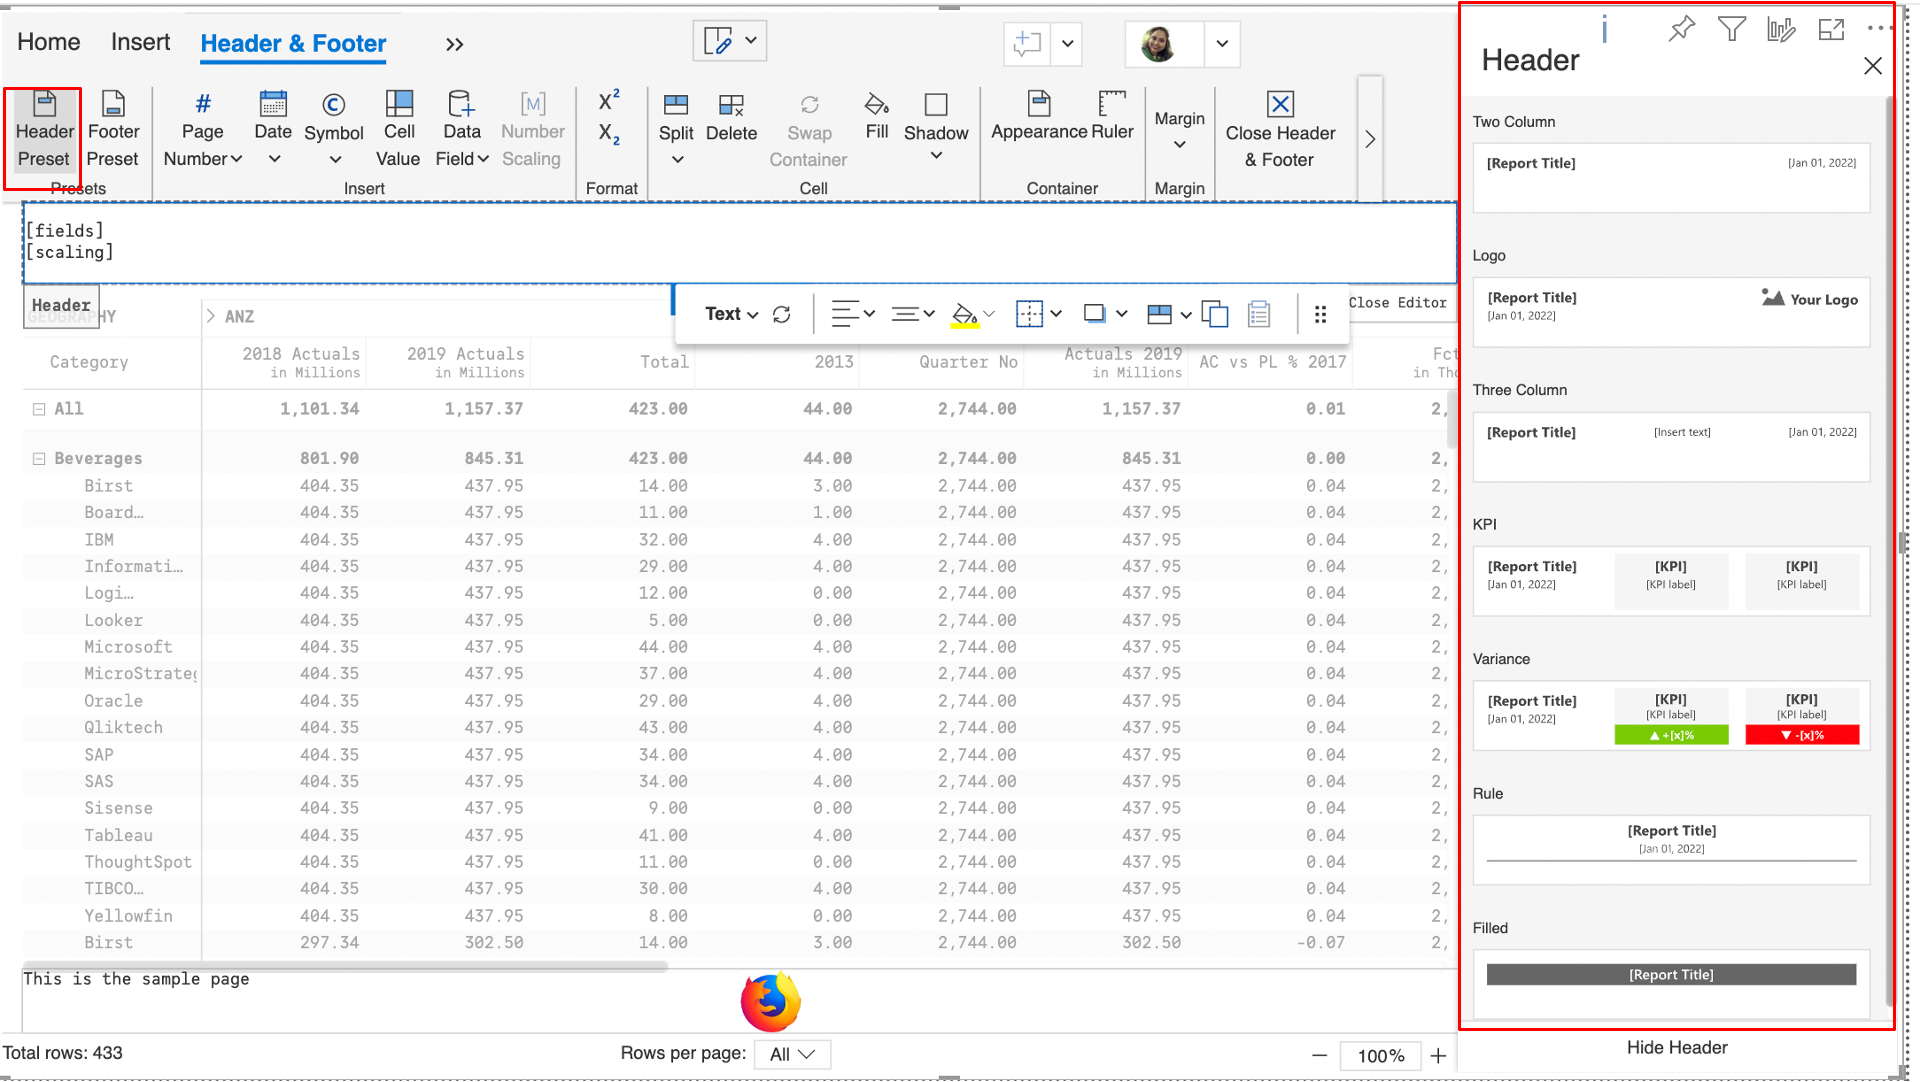 Home Insert Header & Footer »
Header Preset
Footer Preset
Presets
# Page Number
Date
Symbol
Cell Value
Data Field
[M] Number Scaling
Insert
X²
X₂
Format
Split
Delete
Swap Container
Fill
Shadow
Cell
Appearance
Ruler
Container
Margin
Margin
Close Header & Footer
[fields]
[scaling]
Header
Text
Close Editor
GEOGRAPHY > ANZ
Category 2018 Actuals in Millions 2019 Actuals in Millions Total 2013 Quarter No Actuals 2019 in Millions AC vs PL % 2017 Fct in Tho
All 1,101.34 1,157.37 423.00 44.00 2,744.00 1,157.37 0.01 2,
Beverages 801.90 845.31 423.00 44.00 2,744.00 845.31 0.00 2,
Birst 404.35 437.95 14.00 3.00 2,744.00 437.95 0.04 2,
Board… 404.35 437.95 11.00 1.00 2,744.00 437.95 0.04 2,
IBM 404.35 437.95 32.00 4.00 2,744.00 437.95 0.04 2,
Informati… 404.35 437.95 29.00 4.00 2,744.00 437.95 0.04 2,
Logi… 404.35 437.95 12.00 0.00 2,744.00 437.95 0.04 2,
Looker 404.35 437.95 5.00 0.00 2,744.00 437.95 0.04 2,
Microsoft 404.35 437.95 44.00 4.00 2,744.00 437.95 0.04 2,
MicroStrateg 404.35 437.95 37.00 4.00 2,744.00 437.95 0.04 2,
Oracle 404.35 437.95 29.00 4.00 2,744.00 437.95 0.04 2,
Qliktech 404.35 437.95 43.00 4.00 2,744.00 437.95 0.04 2,
SAP 404.35 437.95 34.00 4.00 2,744.00 437.95 0.04 2,
SAS 404.35 437.95 34.00 4.00 2,744.00 437.95 0.04 2,
Sisense 404.35 437.95 9.00 0.00 2,744.00 437.95 0.04 2,
Tableau 404.35 437.95 41.00 4.00 2,744.00 437.95 0.04 2,
ThoughtSpot 404.35 437.95 11.00 0.00 2,744.00 437.95 0.04 2,
TIBCO… 404.35 437.95 30.00 4.00 2,744.00 437.95 0.04 2,
Yellowfin 404.35 437.95 8.00 0.00 2,744.00 437.95 0.04 2,
Birst 297.34 302.50 14.00 3.00 2,744.00 302.50 -0.07 2,
This is the sample page
Total rows: 433
Rows per page: All
− 100% +
Header
Two Column
[Report Title] [Jan 01, 2022]
Logo
[Report Title] Your Logo
[Jan 01, 2022]
Three Column
[Report Title] [Insert text] [Jan 01, 2022]
KPI
[Report Title] [KPI] [KPI]
[Jan 01, 2022] [KPI label] [KPI label]
Variance
[Report Title] [KPI] [KPI]
[Jan 01, 2022] [KPI label] [KPI label]
▲ +[x]% ▼ -[x]%
Rule
[Report Title]
[Jan 01, 2022]
Filled
[Report Title]
Hide Header